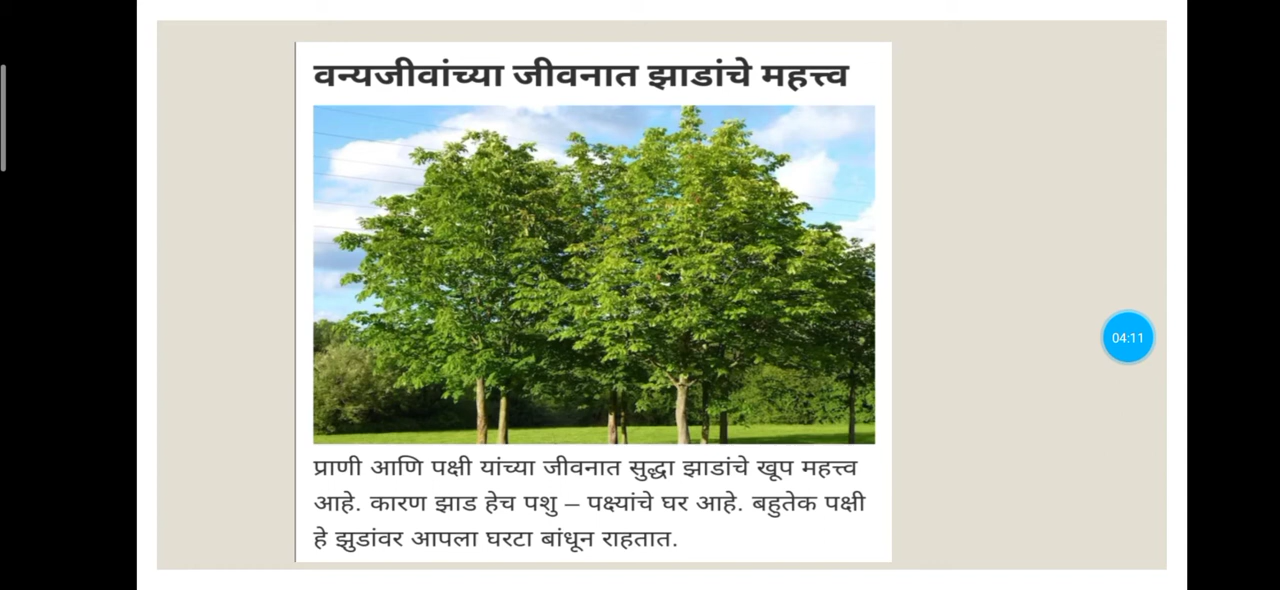 वन्यजीवांच्या जीवनात झाडांचे महत्त्व
प्राणी आणि पक्षी यांच्या जीवनात सुद्धा झाडांचे खूप महत्त्व
आहे. कारण झाड हेच पशु – पक्ष्यांचे घर आहे. बहुतेक पक्षी
हे झुडांवर आपला घरटा बांधून राहतात.
04:11